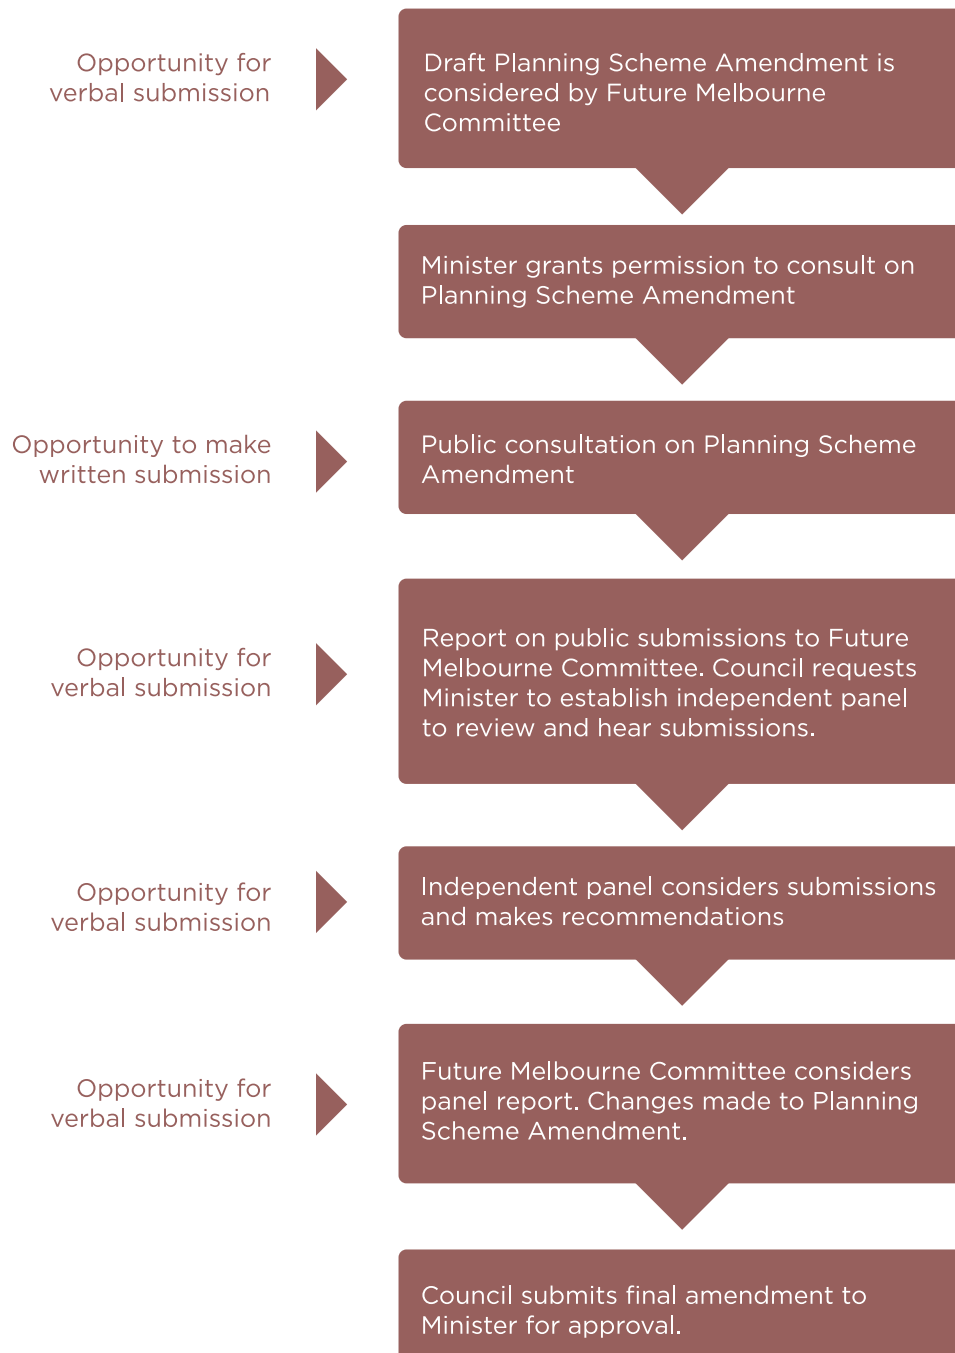 Opportunity for
verbal submission
Draft Planning Scheme Amendment is
considered by Future Melbourne
Committee
Minister grants permission to consult on
Planning Scheme Amendment
Opportunity to make
written submission
Public consultation on Planning Scheme
Amendment
Opportunity for
verbal submission
Report on public submissions to Future
Melbourne Committee. Council requests
Minister to establish independent panel
to review and hear submissions.
Opportunity for
verbal submission
Independent panel considers submissions
and makes recommendations
Opportunity for
verbal submission
Future Melbourne Committee considers
panel report. Changes made to Planning
Scheme Amendment.
Council submits final amendment to
Minister for approval.